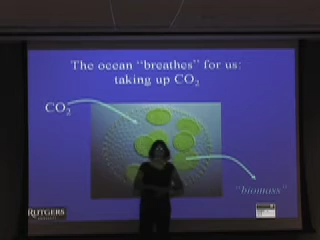 The ocean “breathes” for us:
taking up CO₂
CO₂
“biomass”
RUTGERS